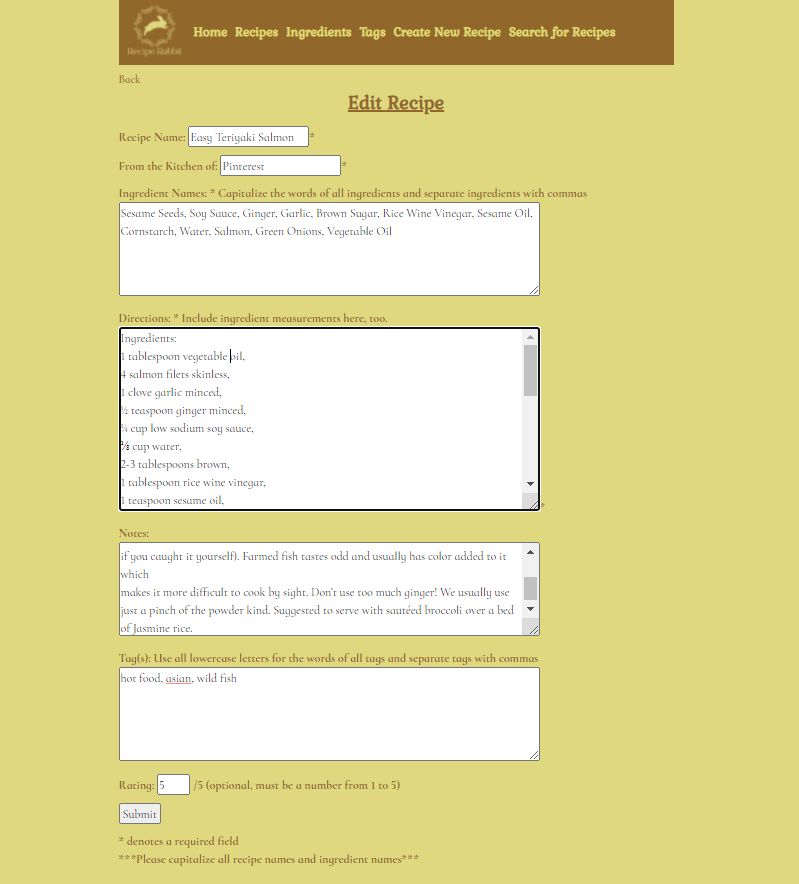 Recipe Rabbit
Home Recipes Ingredients Tags Create New Recipe Search for Recipes
Back
Edit Recipe
Recipe Name: Easy Teriyaki Salmon *
From the Kitchen of: Pinterest *
Ingredient Names: * Capitalize the words of all ingredients and separate ingredients with commas
Sesame Seeds, Soy Sauce, Ginger, Garlic, Brown Sugar, Rice Wine Vinegar, Sesame Oil,
Cornstarch, Water, Salmon, Green Onions, Vegetable Oil
Directions: * Include ingredient measurements here, too.
Ingredients:
1 tablespoon vegetable oil,
4 salmon filets skinless,
1 clove garlic minced,
½ teaspoon ginger minced,
¼ cup low sodium soy sauce,
⅓ cup water,
2-3 tablespoons brown,
1 tablespoon rice wine vinegar,
1 teaspoon sesame oil,
*
Notes:
if you caught it yourself). Farmed fish tastes odd and usually has color added to it
which
makes it more difficult to cook by sight. Don't use too much ginger! We usually use
just a pinch of the powder kind. Suggested to serve with sautéed broccoli over a bed
of Jasmine rice.
Tag(s): Use all lowercase letters for the words of all tags and separate tags with commas
hot food, asian, wild fish
Rating: 5 /5 (optional, must be a number from 1 to 5)
Submit
* denotes a required field
***Please capitalize all recipe names and ingredient names***